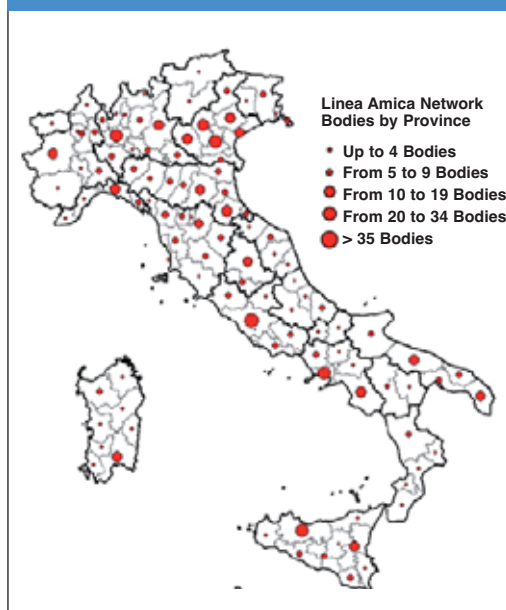 Linea Amica Network
Bodies by Province
Up to 4 Bodies
From 5 to 9 Bodies
From 10 to 19 Bodies
From 20 to 34 Bodies
> 35 Bodies